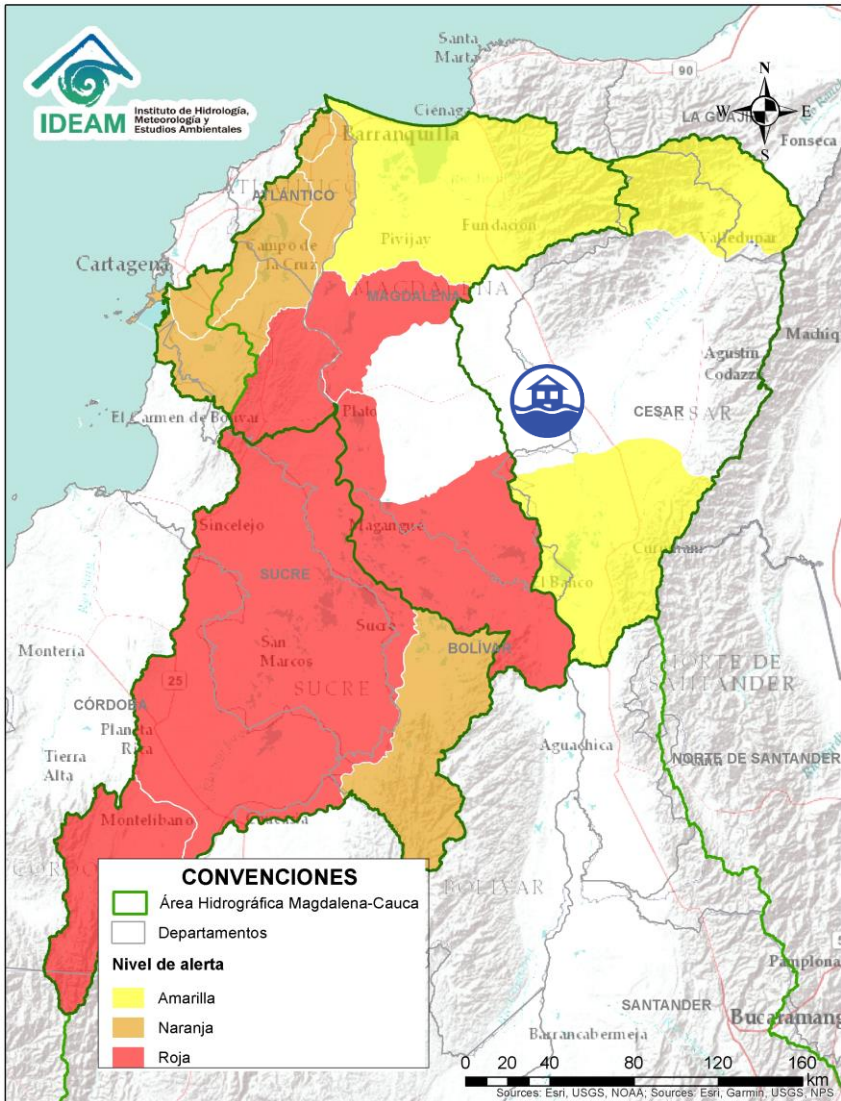 IDEAM
Instituto de Hidrología,
Meteorología y
Estudios Ambientales
Santa
Marta
90
N
W
E
S
LA GUAJI
Fonseca
Ciénaga
Barranquilla
ATLÁNTICO
Pivijay
Fundación
Valledupar
Cartagena
Campo de
la Cruz
MAGDALENA
Machiq
Agustín
Codazzi
CESAR
CESAR
El Carmen de Bolívar
Plato
Sincelejo
Magangué
SUCRE
El Banco
Montería
San
Marcos
Sucre
BOLÍVAR
SUCRE
25
CÓRDOBA
Planeta
Rica
NORTE DE
SANTANDER
Tierra
Alta
Aguachica
NORTE DE SANTANDER
Montelíbano
BOLÍVAR
CONVENCIONES
Área Hidrográfica Magdalena-Cauca
Departamentos
Nivel de alerta
Amarilla
Naranja
Roja
Pamplona
SANTANDER
Bucaramang
Barrancabermeja
0 20 40 80 120 160
km
Sources: Esri, USGS, NOAA; Sources: Esri, Garmin, USGS, NPS